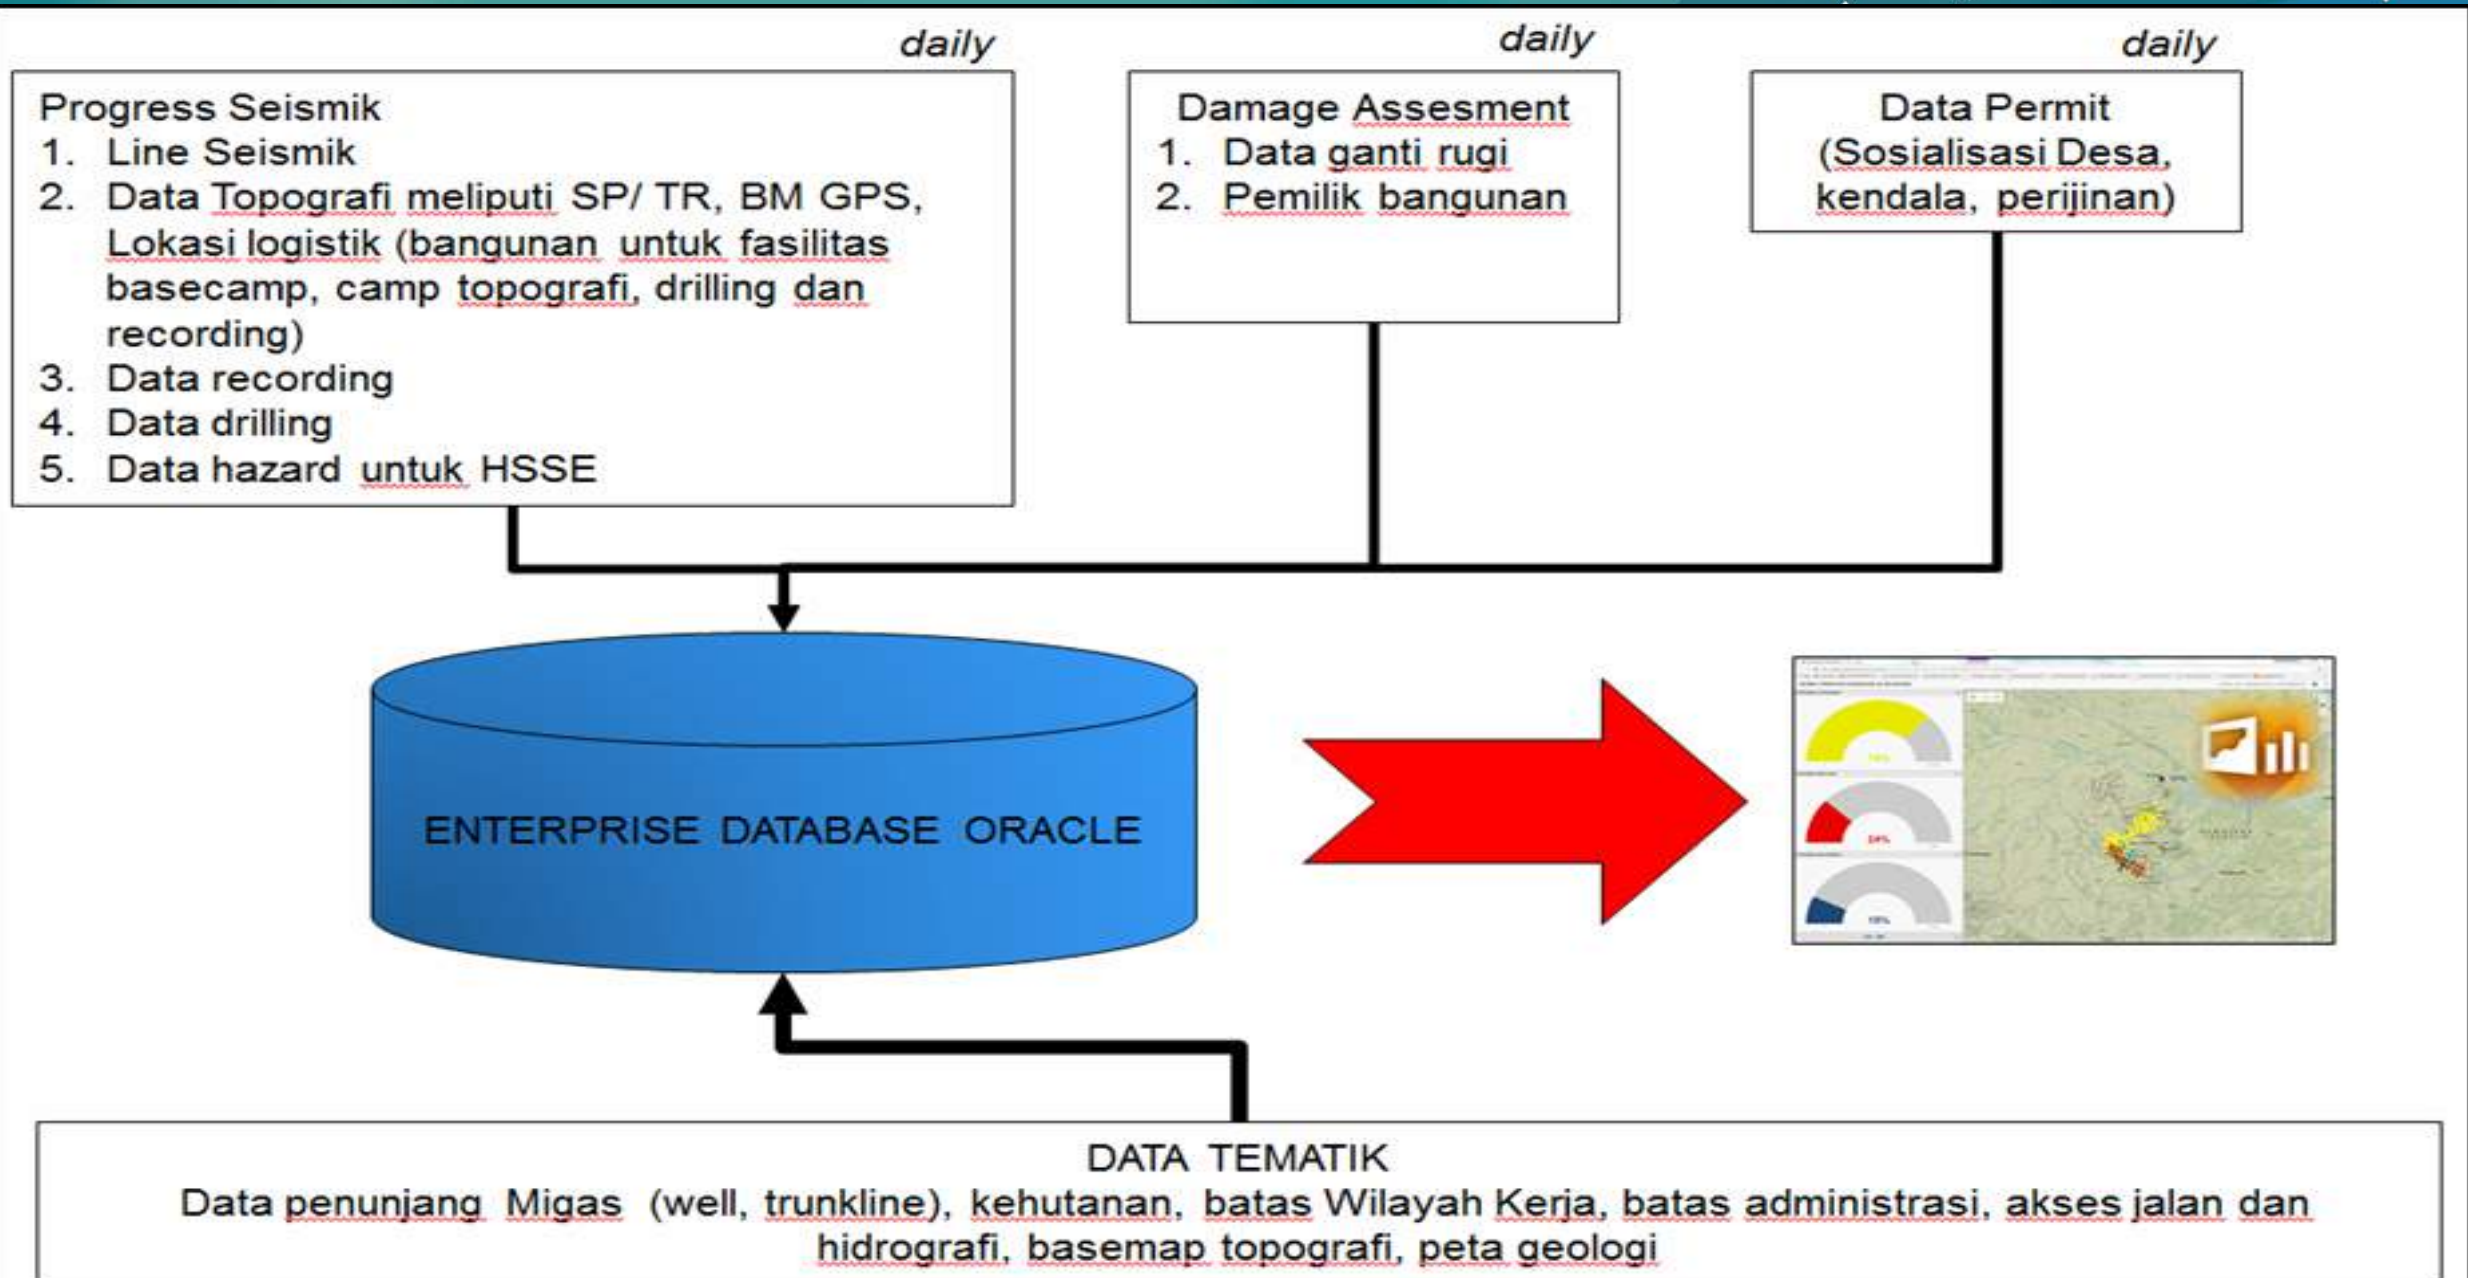 daily
Progress Seismik
1. Line Seismik
2. Data Topografi meliputi SP/ TR, BM GPS,
Lokasi logistik (bangunan untuk fasilitas
basecamp, camp topografi, drilling dan
recording)
3. Data recording
4. Data drilling
5. Data hazard untuk HSSE
daily
Damage Assesment
1. Data ganti rugi
2. Pemilik bangunan
daily
Data Permit
(Sosialisasi Desa,
kendala, perijinan)
ENTERPRISE DATABASE ORACLE
24%
DATA TEMATIK
Data penunjang Migas (well, trunkline), kehutanan, batas Wilayah Kerja, batas administrasi, akses jalan dan
hidrografi, basemap topografi, peta geologi